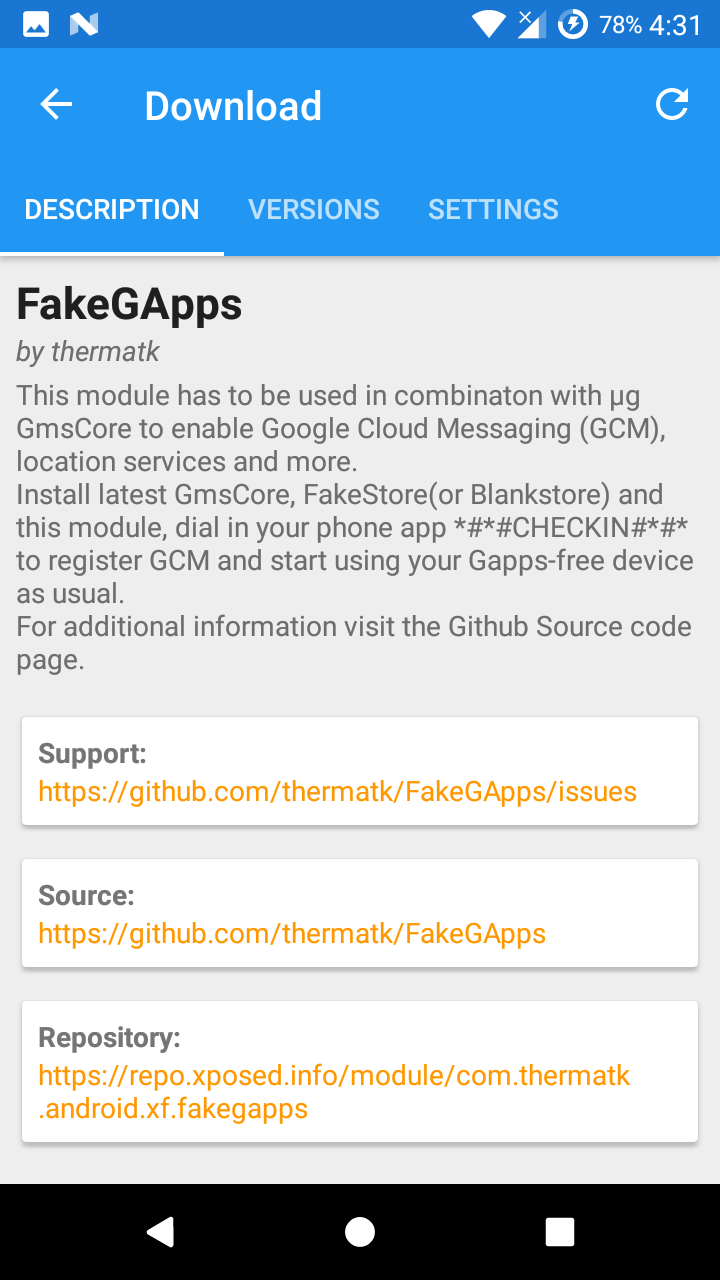 78% 4:31
Download
DESCRIPTION VERSIONS SETTINGS
FakeGApps
by thermatk
This module has to be used in combinaton with µg
GmsCore to enable Google Cloud Messaging (GCM),
location services and more.
Install latest GmsCore, FakeStore(or Blankstore) and
this module, dial in your phone app *#*#CHECKIN#*#*
to register GCM and start using your Gapps-free device
as usual.
For additional information visit the Github Source code
page.
Support:
https://github.com/thermatk/FakeGApps/issues
Source:
https://github.com/thermatk/FakeGApps
Repository:
https://repo.xposed.info/module/com.thermatk
.android.xf.fakegapps